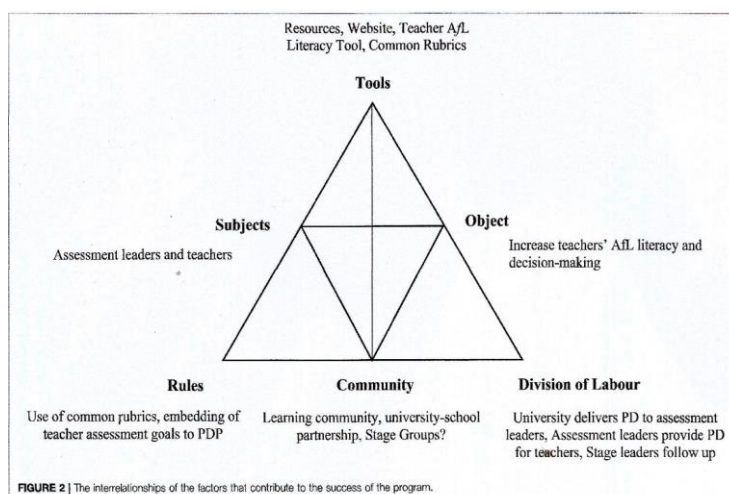 Resources, Website, Teacher AfL
Literacy Tool, Common Rubrics
Tools
Subjects
Object
Assessment leaders and teachers
Increase teachers' AfL literacy and
decision-making
Rules
Community
Division of Labour
Use of common rubrics, embedding of
teacher assessment goals to PDP
Learning community, university-school
partnership, Stage Groups?
University delivers PD to assessment
leaders, Assessment leaders provide PD
for teachers, Stage leaders follow up
FIGURE 2 | The interrelationships of the factors that contribute to the success of the program.